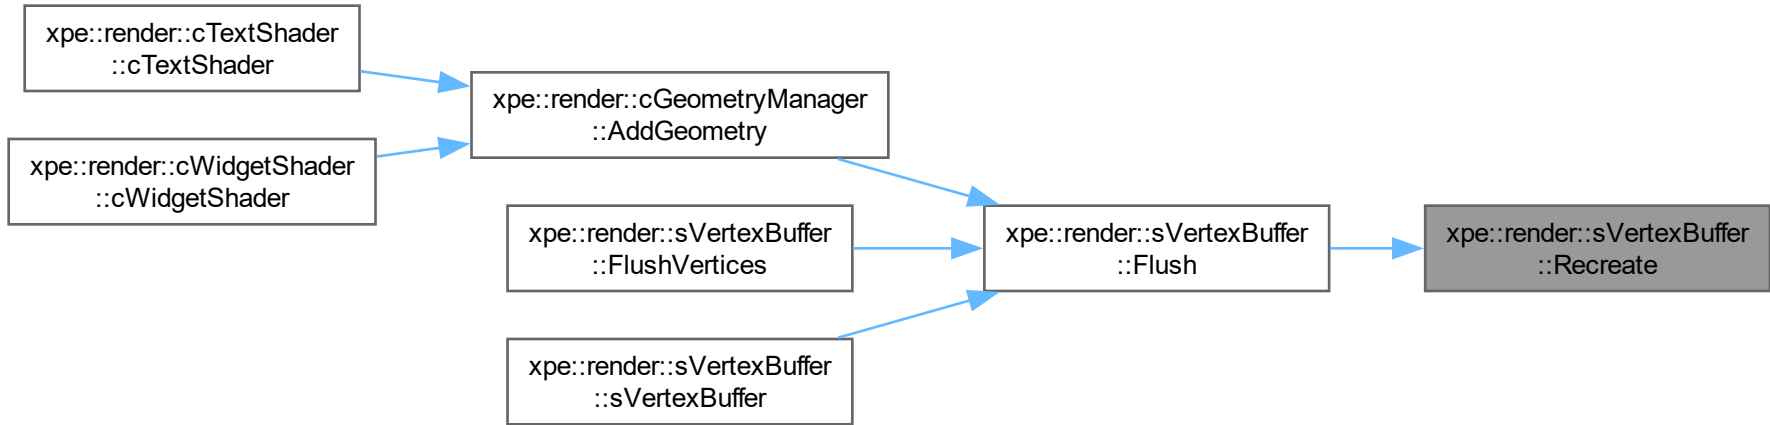 xpe::render::cTextShader
::cTextShader
xpe::render::cGeometryManager
::AddGeometry
xpe::render::cWidgetShader
::cWidgetShader
xpe::render::sVertexBuffer
::FlushVertices
xpe::render::sVertexBuffer
::Flush
xpe::render::sVertexBuffer
::Recreate
xpe::render::sVertexBuffer
::sVertexBuffer